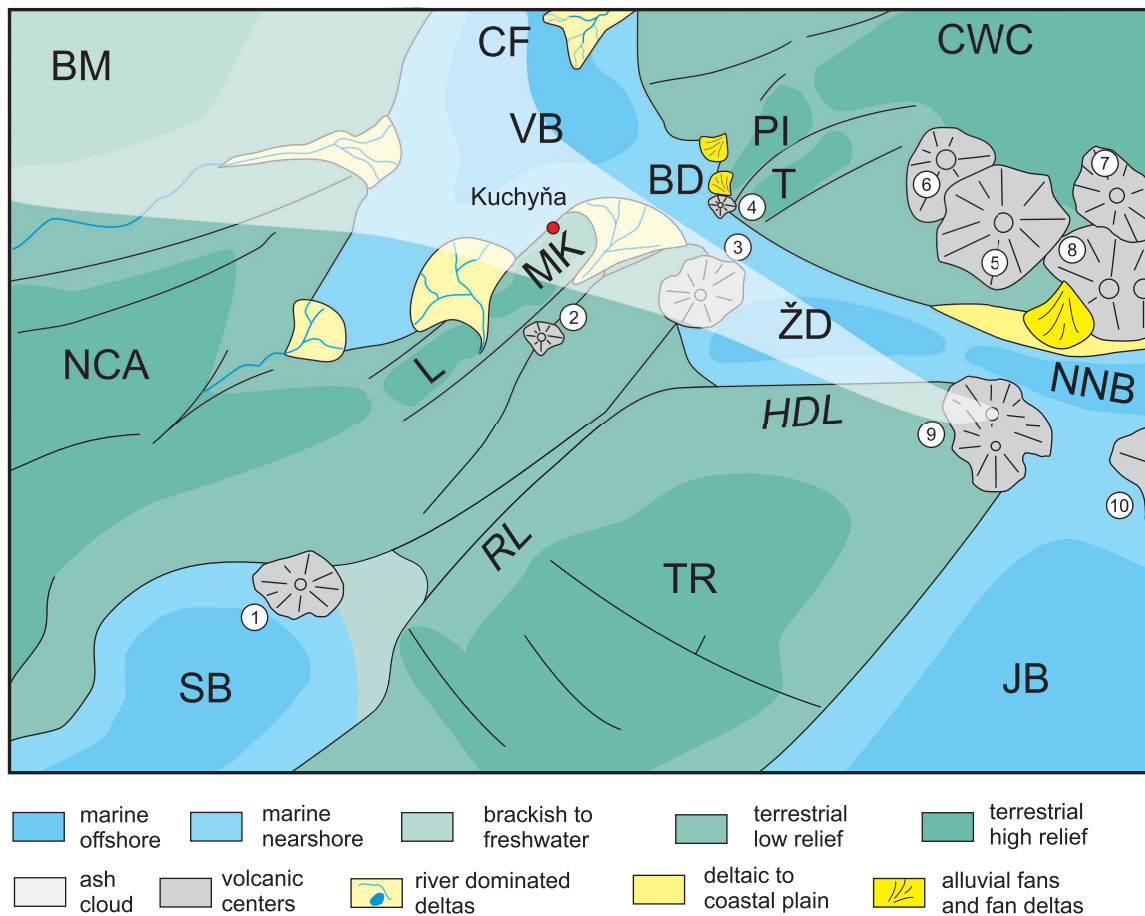 CF
CWC
BM
VB
PI
BD
T
7
6
Kuchyňa
4
3
8
5
MK
2
ŽD
NCA
L
NNB
HDL
9
10
RL
TR
1
SB
JB
marine
offshore
marine
nearshore
brackish to
freshwater
terrestrial
low relief
terrestrial
high relief
ash
cloud
volcanic
centers
river dominated
deltas
deltaic to
coastal plain
alluvial fans
and fan deltas